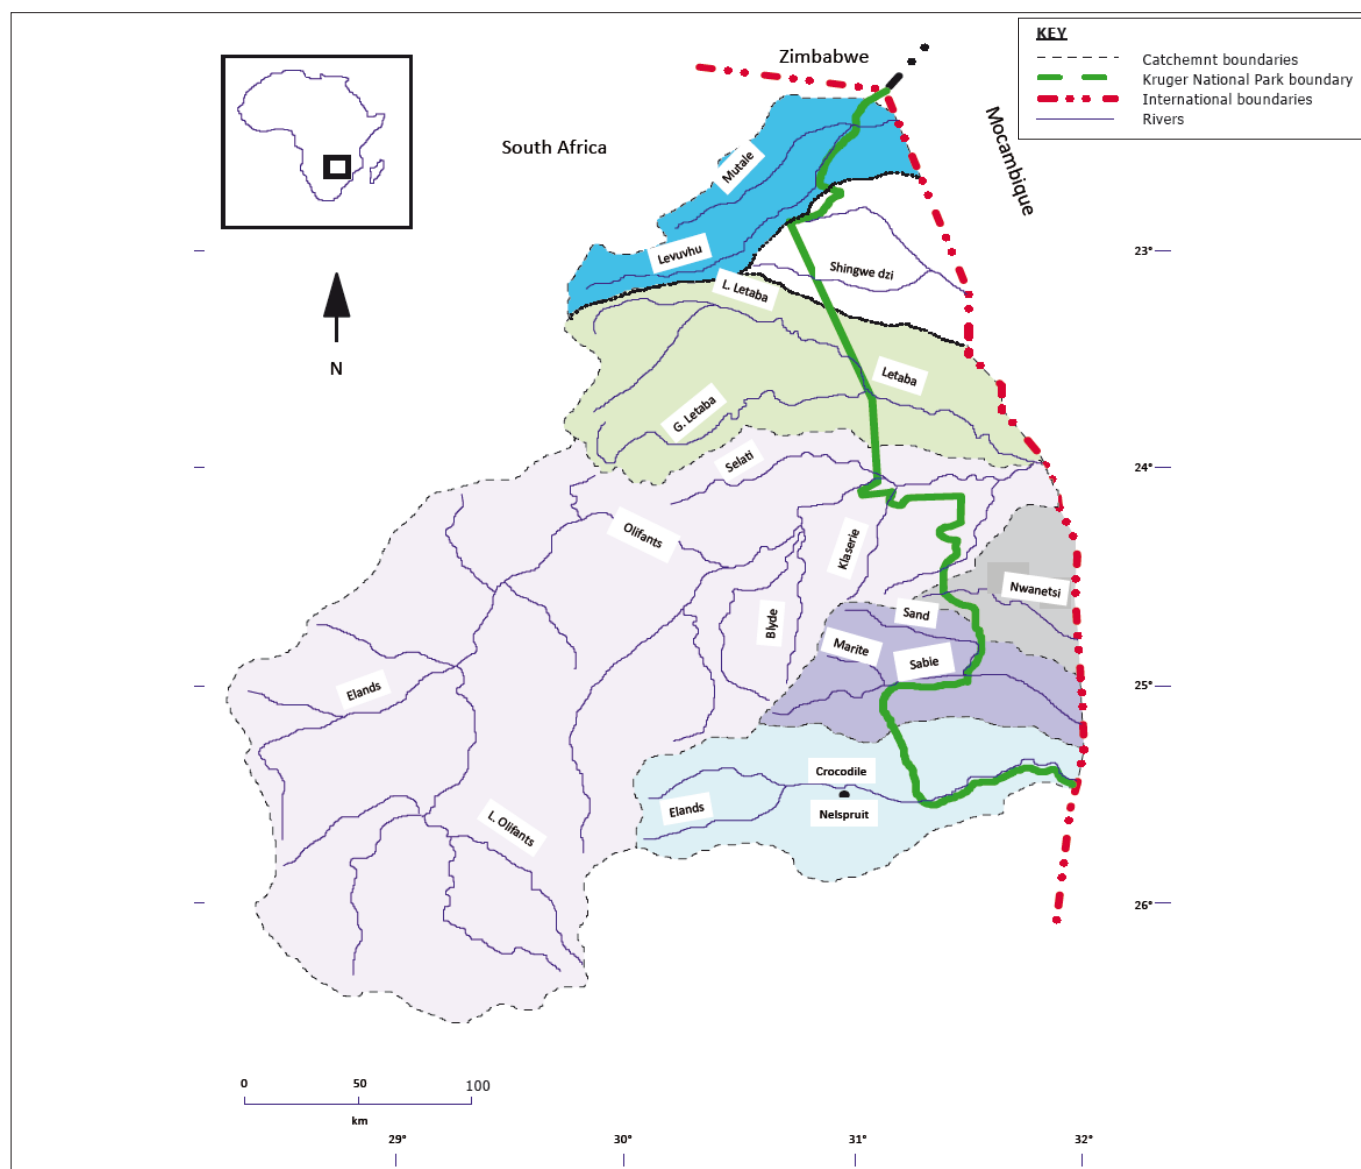 Zimbabwe
KEY
Catchemnt boundaries
Kruger National Park boundary
International boundaries
Rivers
South Africa
Mocambique
Mutale
Levuvhu
23°
Shingwe dzi
L. Letaba
N
Letaba
G. Letaba
Selati
24°
Olifants
Klaserie
Nwanetsi
Blyde
Sand
Marite
Sabie
Elands
25°
Crocodile
Elands
Nelspruit
L. Olifants
26°
0
50
100
km
29°
30°
31°
32°